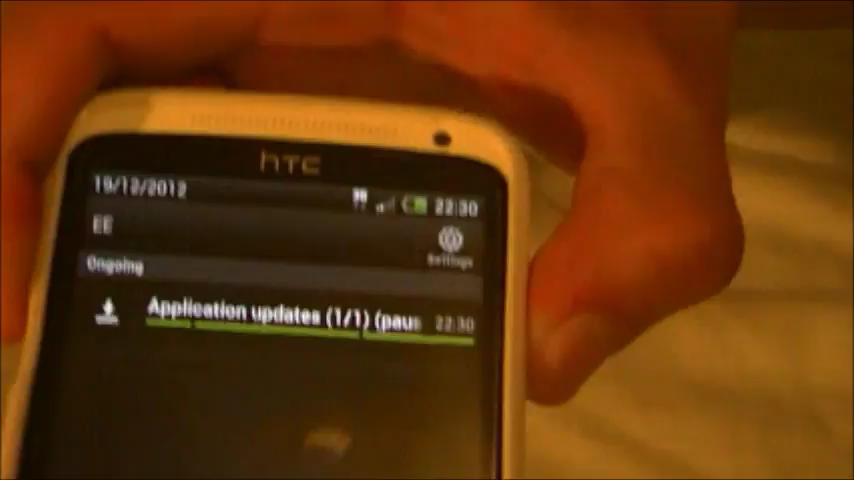 hTC
19/12/2012
22:30
EE
Settings
Ongoing
Application updates (1/1) (paus
22:30